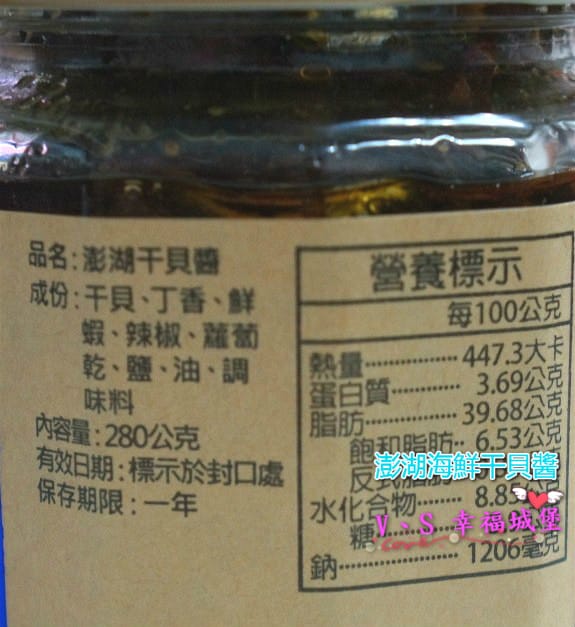 品名:澎湖干貝醬
成份:干貝、丁香、鮮
蝦、辣椒、蘿蔔
乾、鹽、油、調
味料
內容量:280公克
有效日期:標示於封口處
保存期限:一年
營養標示
每100公克
熱量 447.3大卡
蛋白質 3.69公克
脂肪 39.68公克
飽和脂肪 6.53公克
澎湖海鮮干貝醬
水化合物
V、S 幸福城堡
糖
鈉 1206毫克